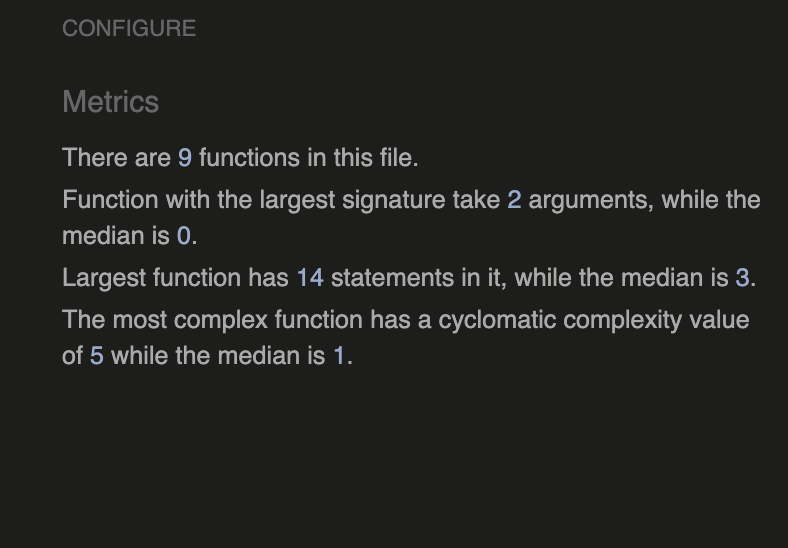 CONFIGURE
Metrics
There are 9 functions in this file.
Function with the largest signature take 2 arguments, while the
median is 0.
Largest function has 14 statements in it, while the median is 3.
The most complex function has a cyclomatic complexity value
of 5 while the median is 1.